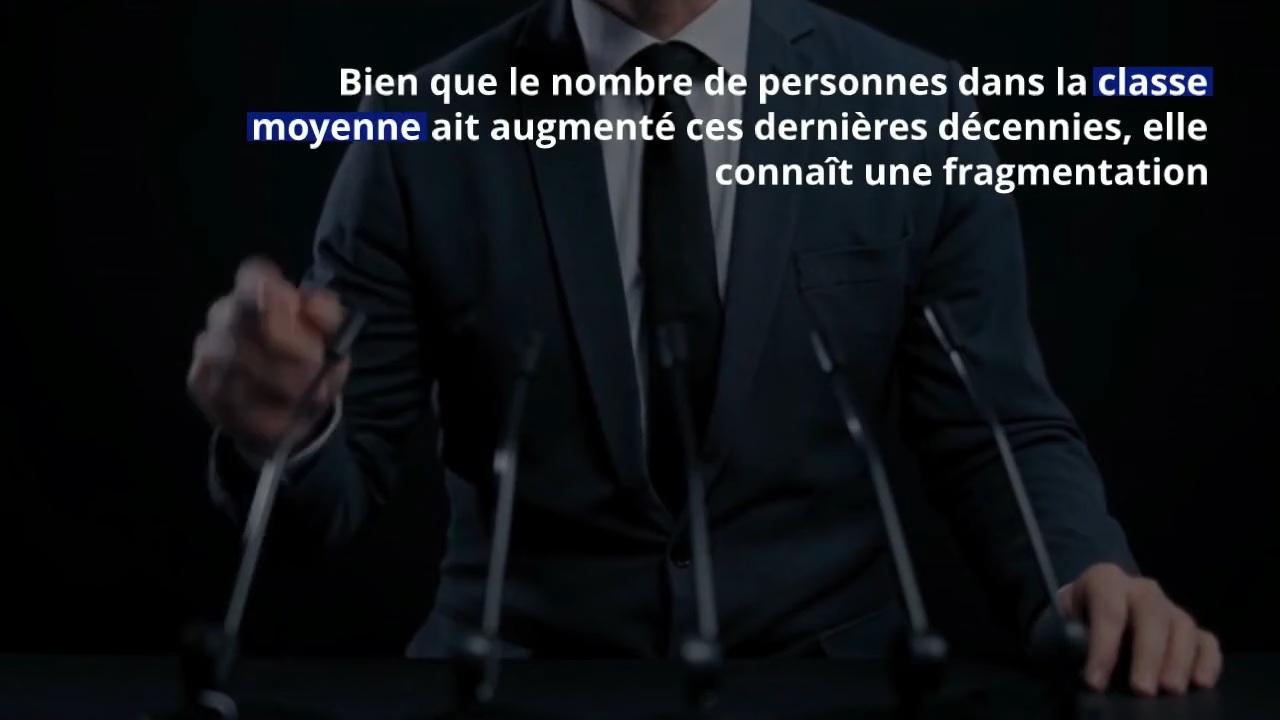 Bien que le nombre de personnes dans la classe
moyenne ait augmenté ces dernières décennies, elle
connaît une fragmentation